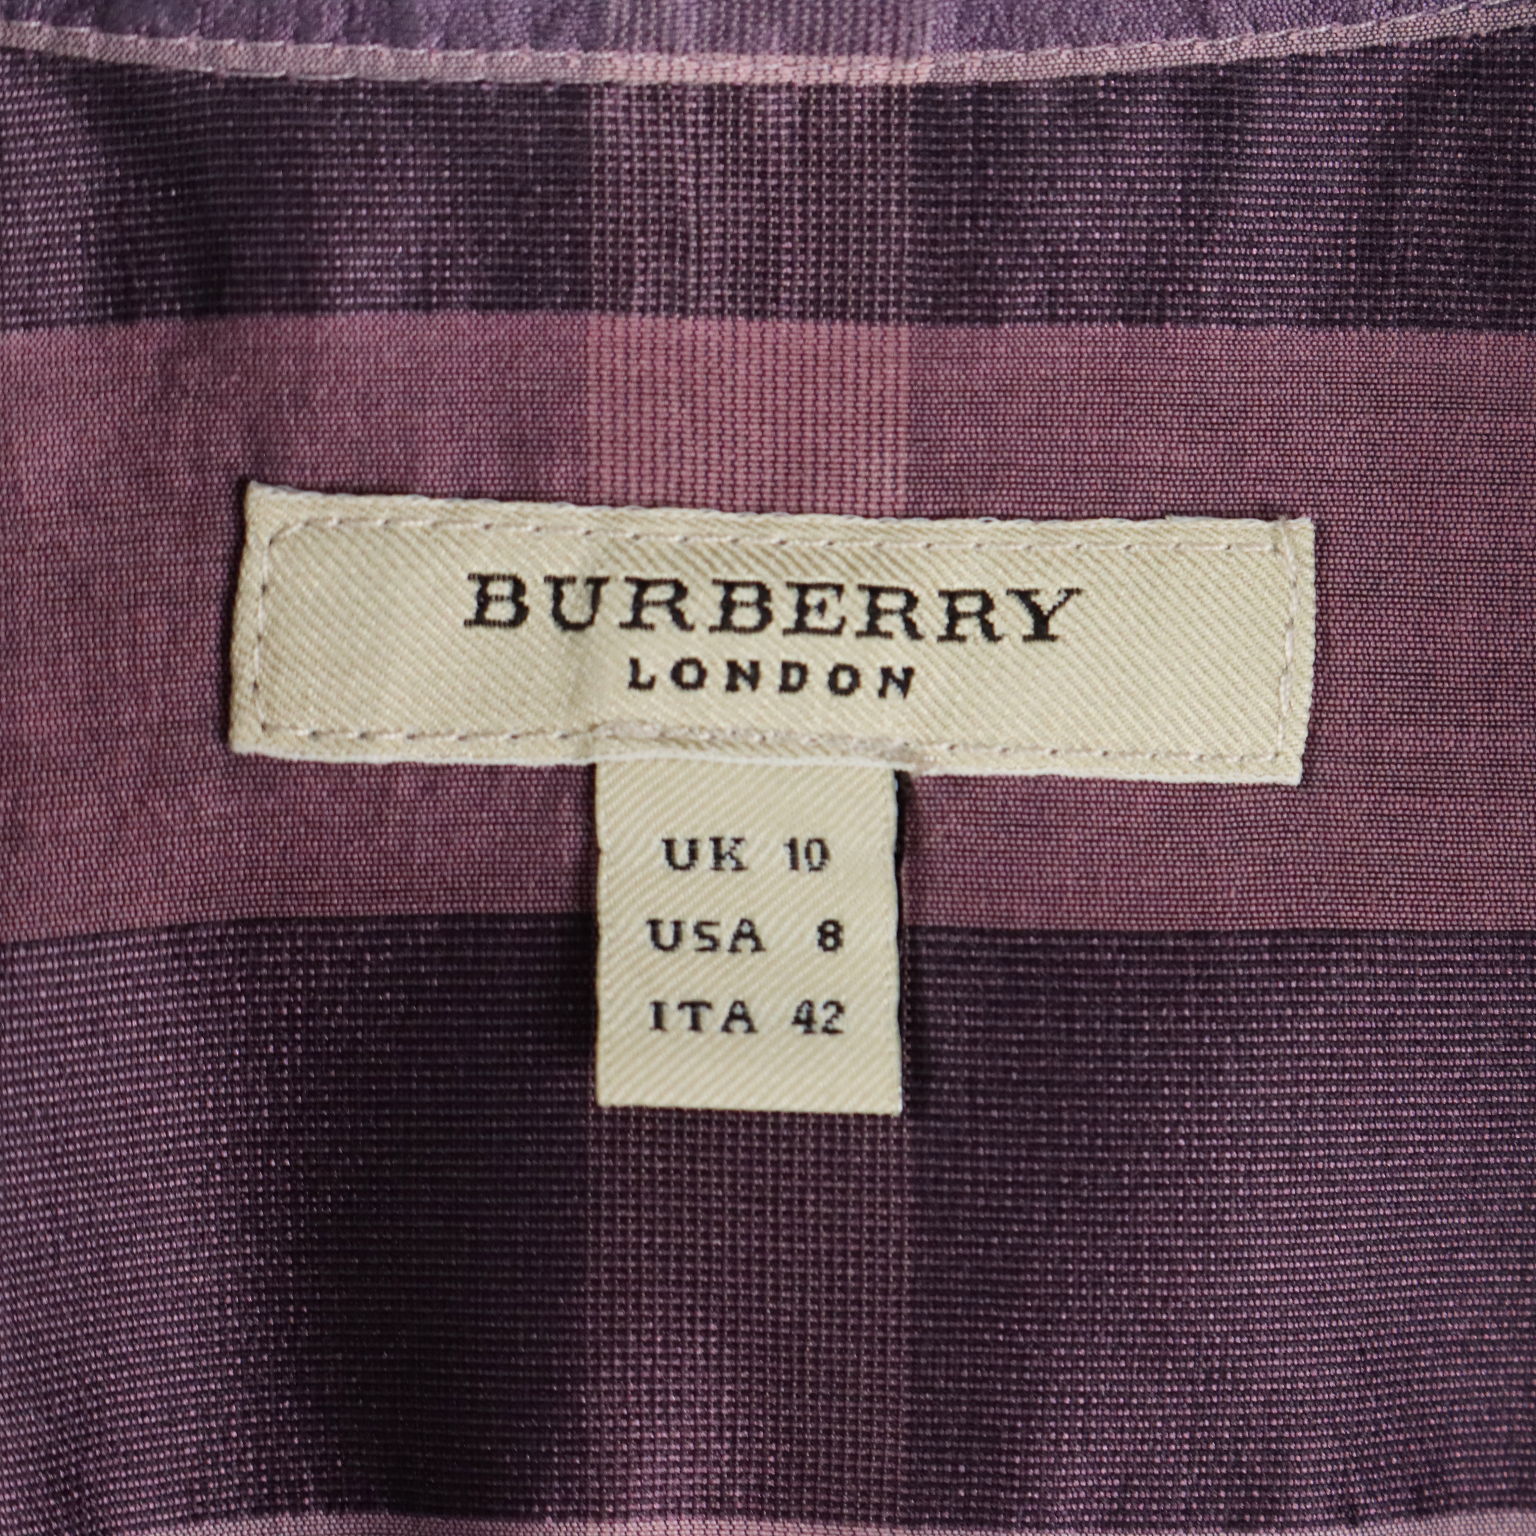 BURBERRY
LONDON
UK 10
USA 8
ITA 42